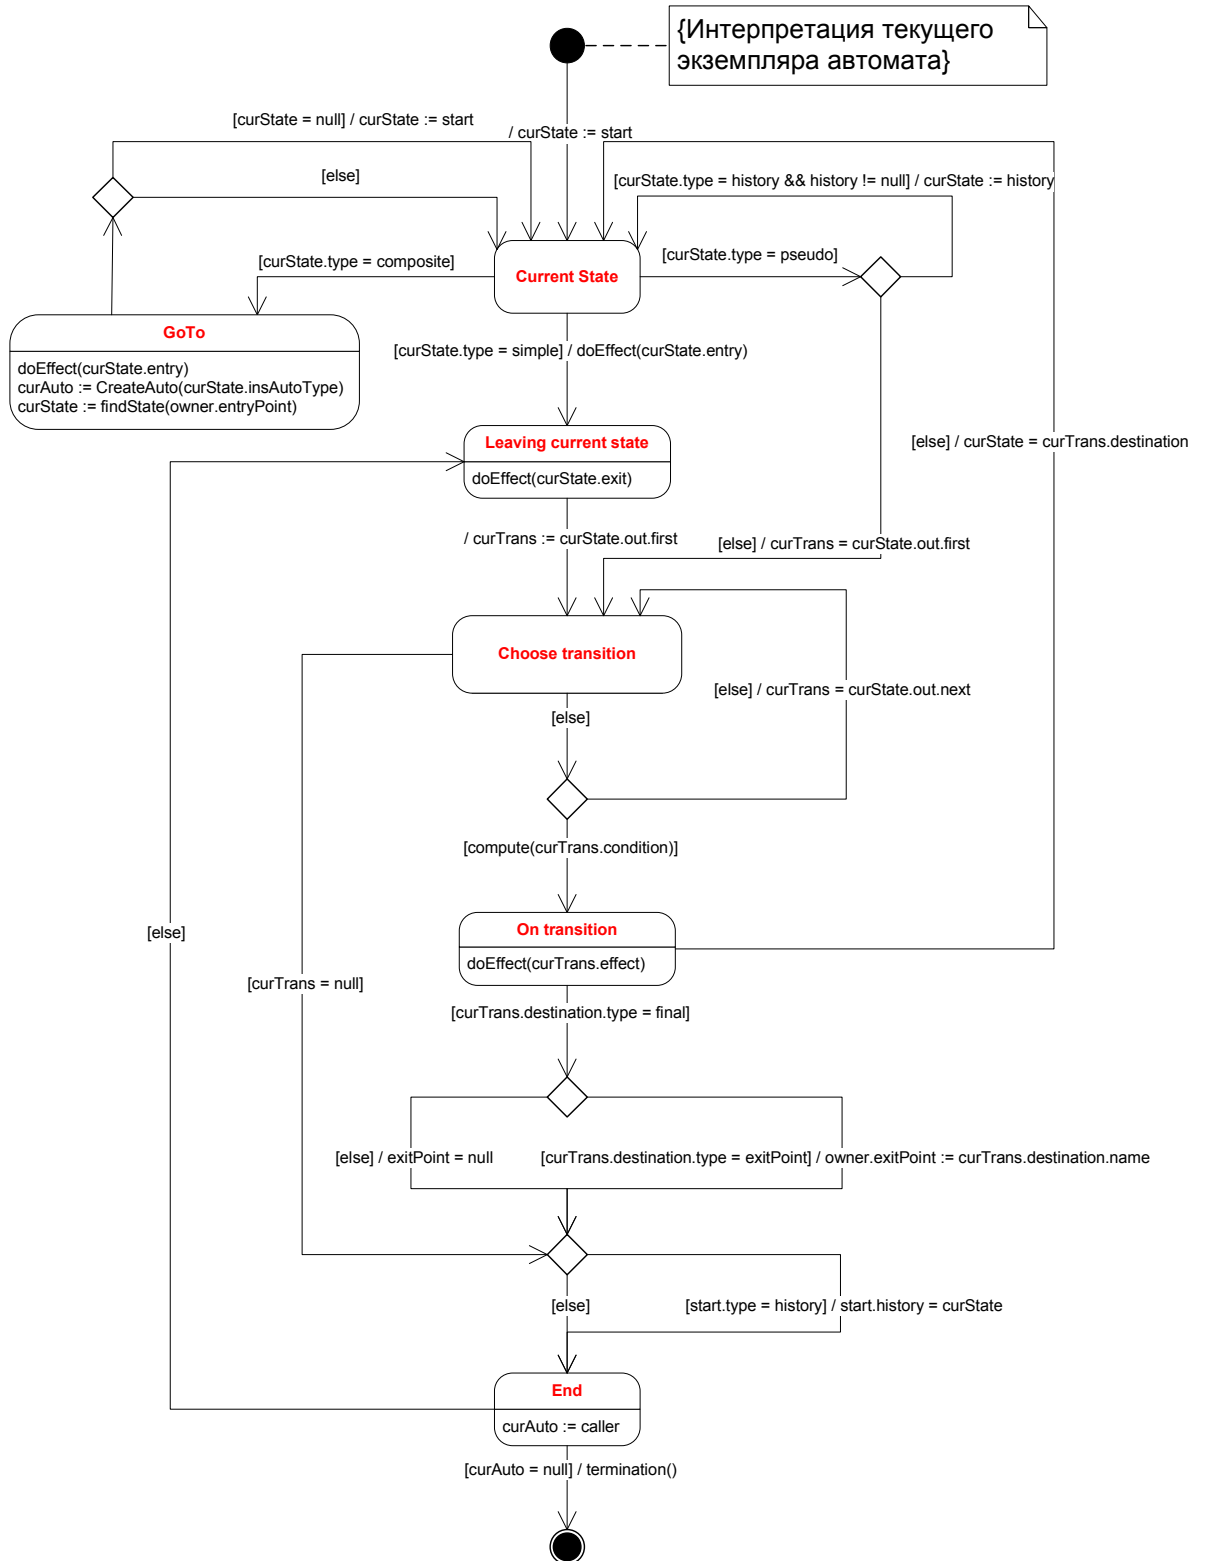 {Интерпретация текущего
экземпляра автомата}
[curState = null] / curState := start
/ curState := start
[else]
[curState.type = history && history != null] / curState := history
[curState.type = composite]
[curState.type = pseudo]
Current State
GoTo
doEffect(curState.entry)
curAuto := CreateAuto(curState.insAutoType)
curState := findState(owner.entryPoint)
[curState.type = simple] / doEffect(curState.entry)
Leaving current state
doEffect(curState.exit)
[else] / curState = curTrans.destination
/ curTrans := curState.out.first
[else] / curTrans = curState.out.first
Choose transition
[else] / curTrans = curState.out.next
[else]
[compute(curTrans.condition)]
On transition
doEffect(curTrans.effect)
[else]
[curTrans = null]
[curTrans.destination.type = final]
[else] / exitPoint = null
[curTrans.destination.type = exitPoint] / owner.exitPoint := curTrans.destination.name
[else]
[start.type = history] / start.history = curState
End
curAuto := caller
[curAuto = null] / termination()